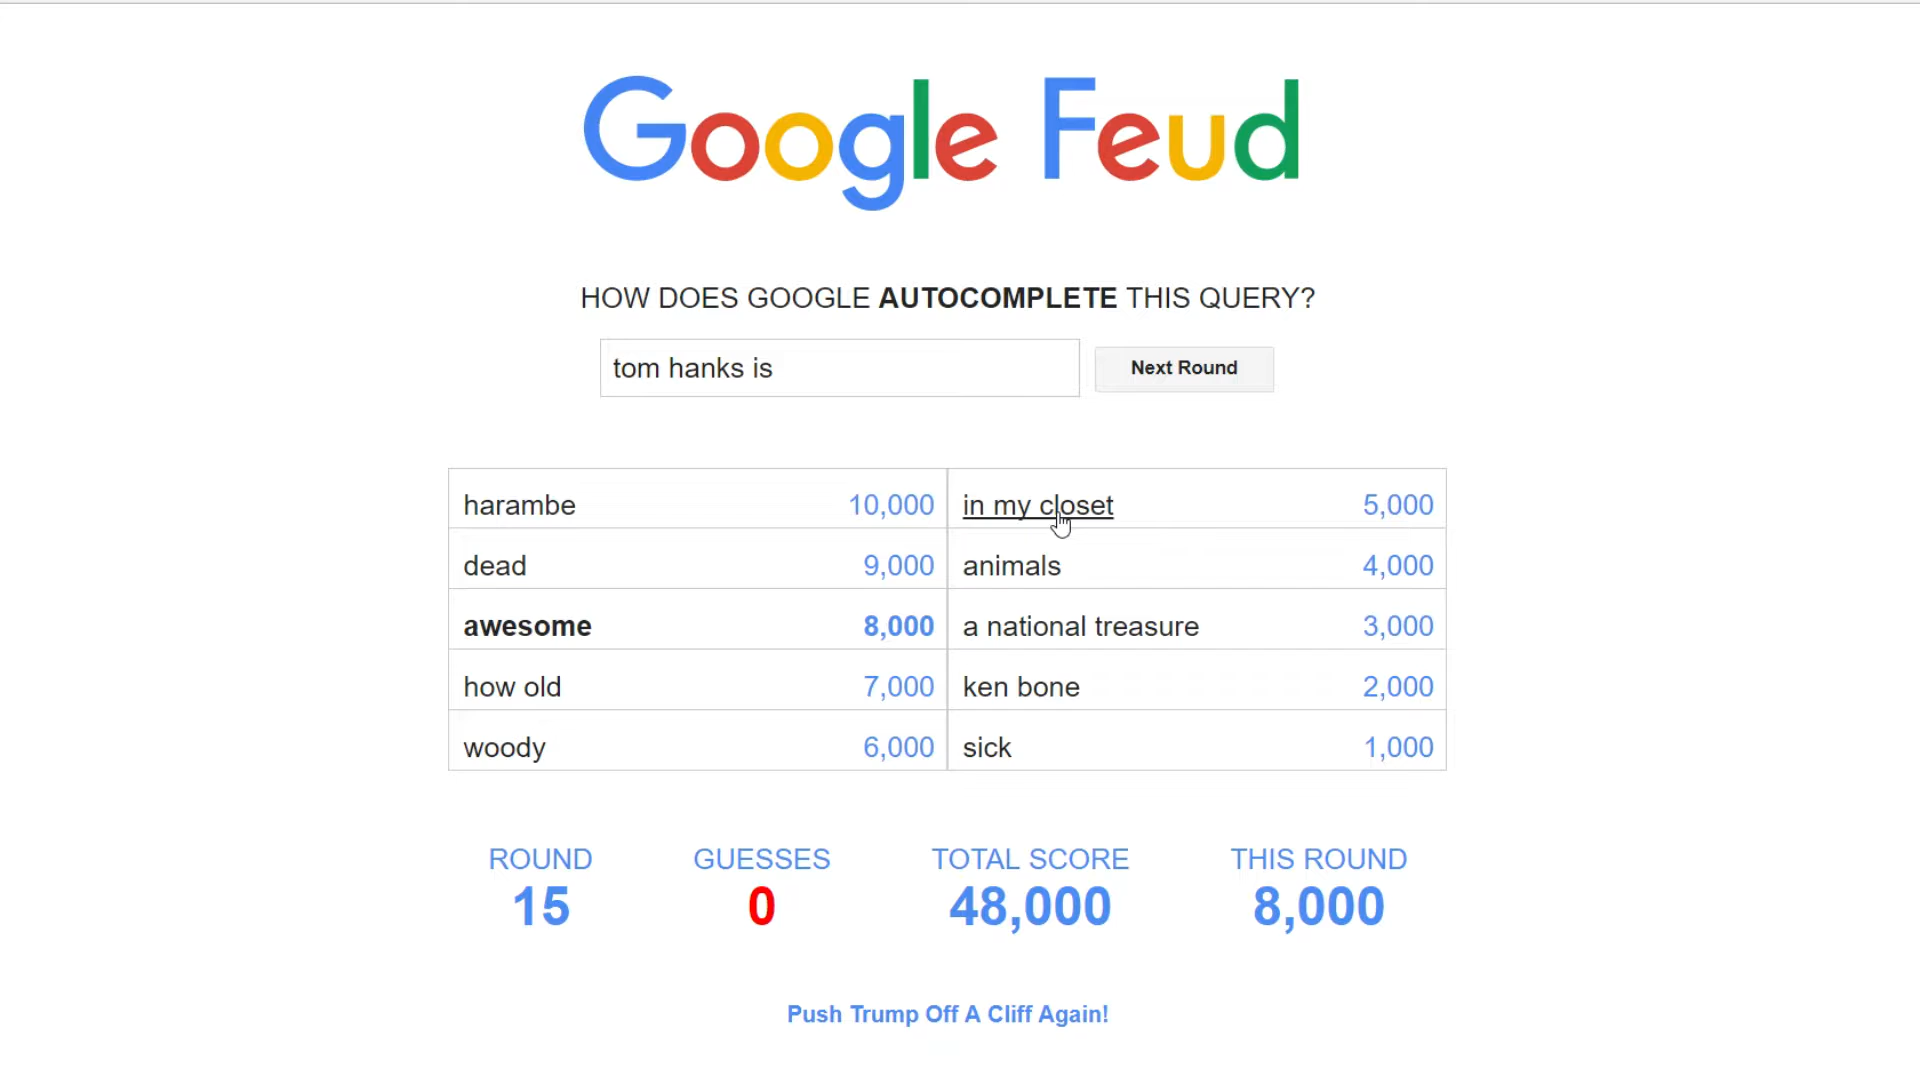 Google Feud
HOW DOES GOOGLE AUTOCOMPLETE THIS QUERY?
tom hanks is
Next Round
harambe 10,000
in my closet 5,000
dead 9,000
animals 4,000
awesome 8,000
a national treasure 3,000
how old 7,000
ken bone 2,000
woody 6,000
sick 1,000
ROUND GUESSES TOTAL SCORE THIS ROUND
15 0 48,000 8,000
Push Trump Off A Cliff Again!